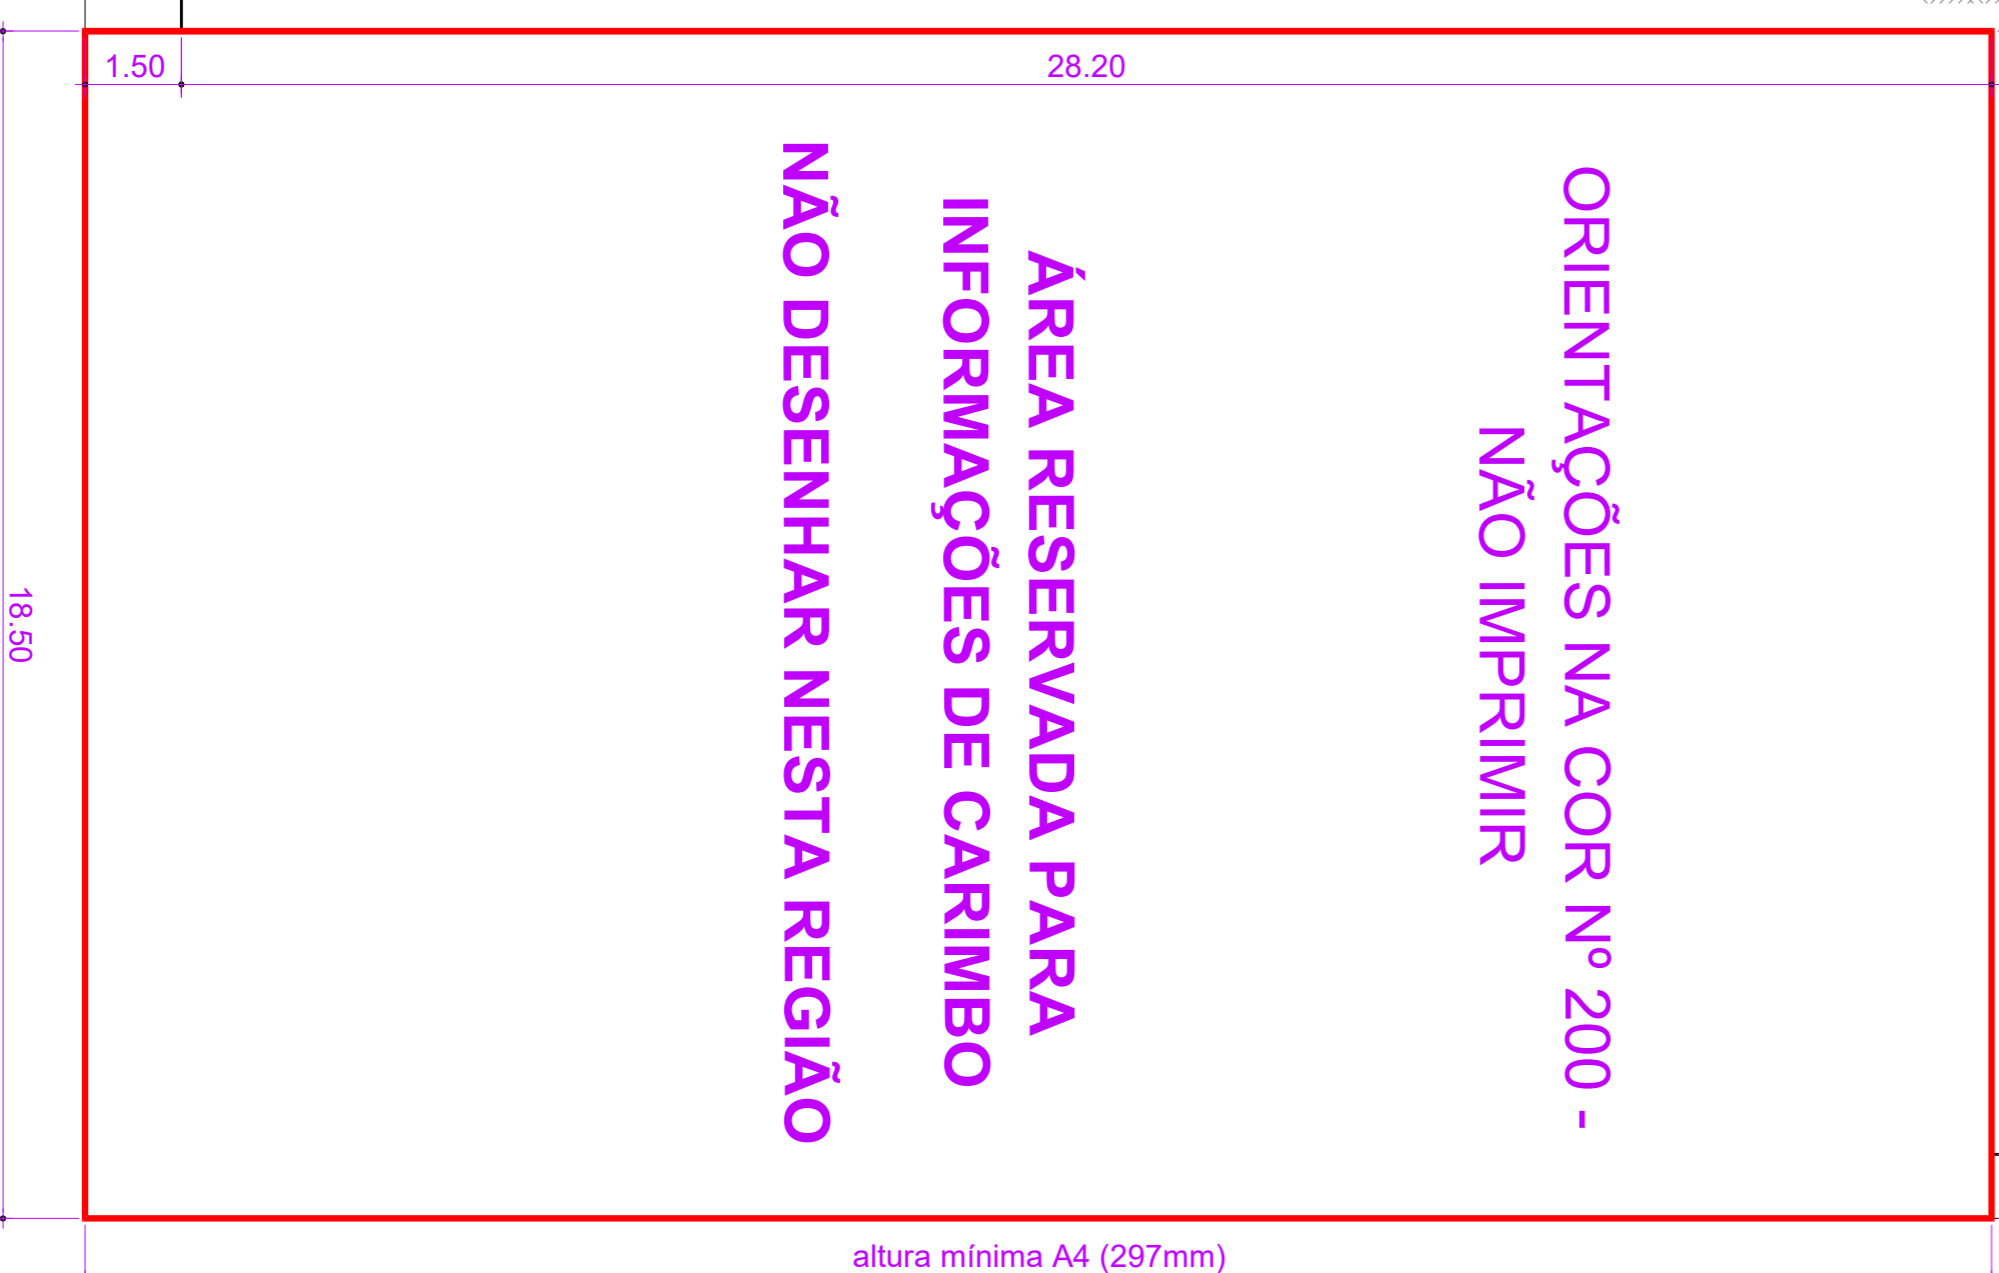 1.50
28.20
ORIENTAÇÕES NA COR Nº 200 -
NÃO IMPRIMIR
ÁREA RESERVADA PARA
INFORMAÇÕES DE CARIMBO
NÃO DESENHAR NESTA REGIÃO
18.50
altura mínima A4 (297mm)